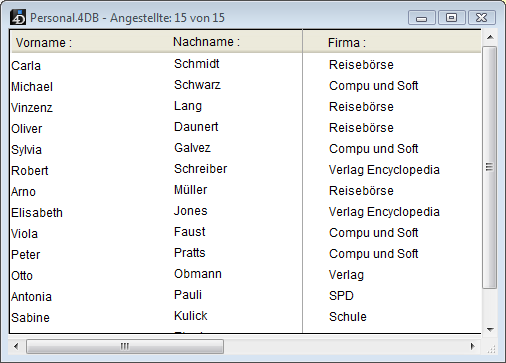 Personal.4DB - Angestellte: 15 von 15
Vorname : Nachname : Firma :
Carla Schmidt Reisebörse
Michael Schwarz Compu und Soft
Vinzenz Lang Reisebörse
Oliver Daunert Reisebörse
Sylvia Galvez Compu und Soft
Robert Schreiber Verlag Encyclopedia
Arno Müller Reisebörse
Elisabeth Jones Verlag Encyclopedia
Viola Faust Compu und Soft
Peter Pratts Compu und Soft
Otto Obmann Verlag
Antonia Pauli SPD
Sabine Kulick Schule